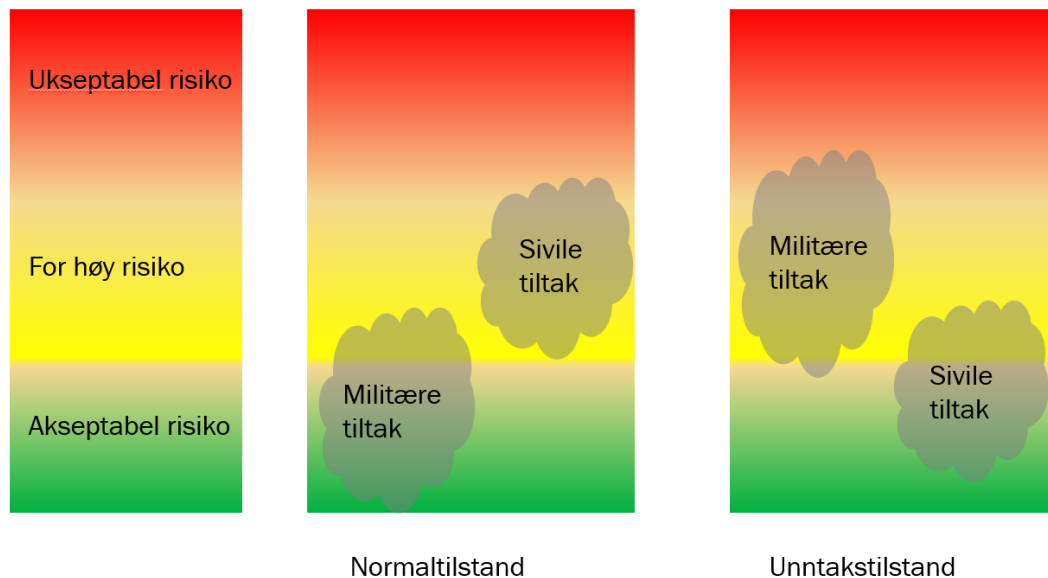 Ukseptabel risiko
For høy risiko
Akseptabel risiko
Sivile
tiltak
Militære
tiltak
Normaltilstand
Militære
tiltak
Sivile
tiltak
Unntakstilstand